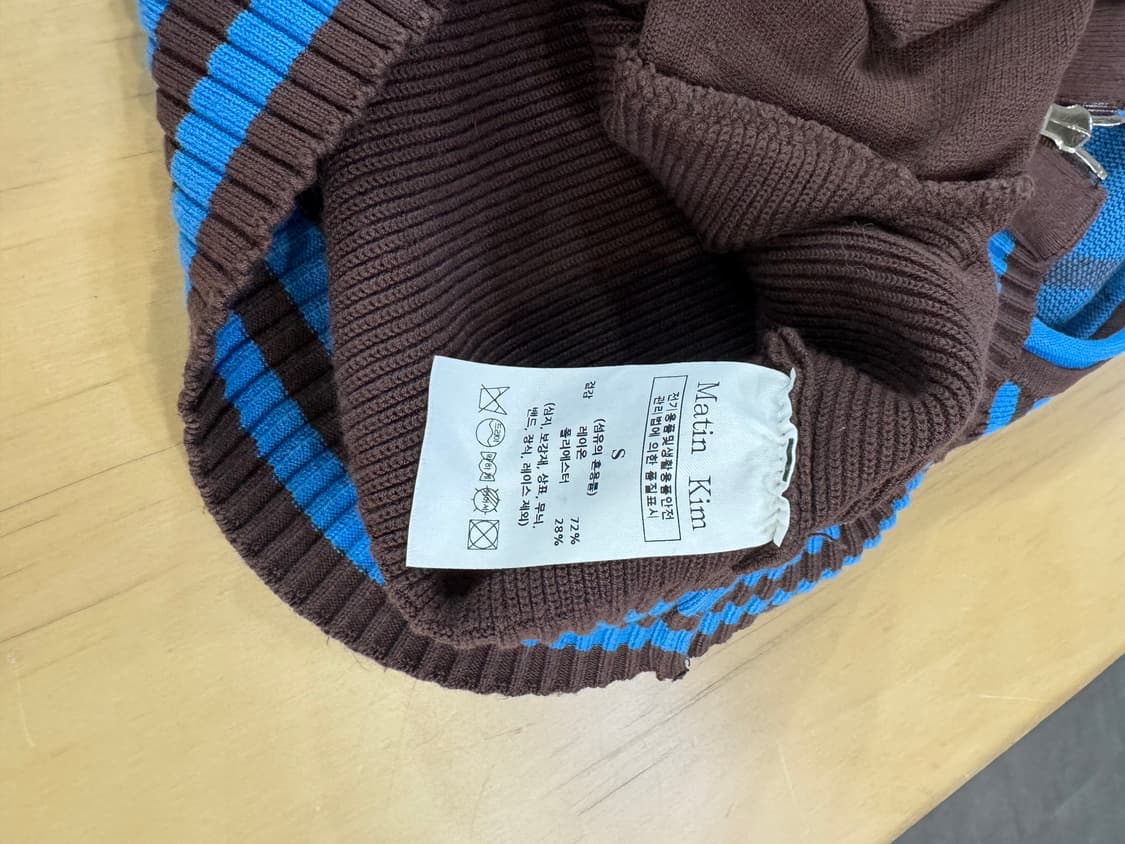 Matin Kim
전기용품및생활용품안전
관리법에 의한 품질표시
S
(섬유의 혼용률)
겉감 레이온 72%
폴리에스터 28%
(심지, 보강재, 상표, 무늬,
밴드, 장식, 레이스 제외)
드라이